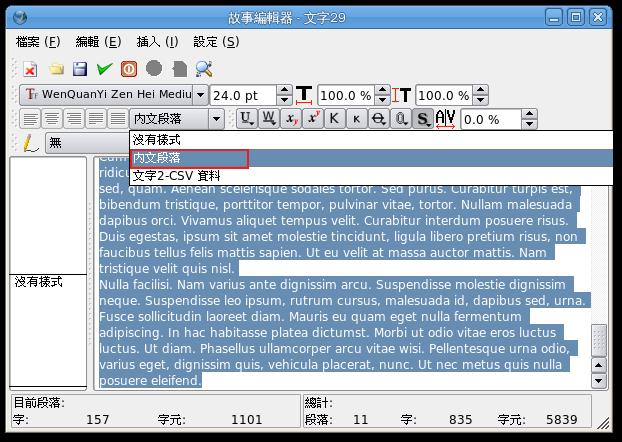 故事編輯器 - 文字29
檔案 (F) 編輯 (E) 插入 (I) 設定 (S)
WenQuanYi Zen Hei Mediu 24.0 pt T 100.0 % T 100.0 %
內文段落 U W x y x y K K O O S AV 0.0 %
無
沒有樣式
內文段落
文字2-CSV 資料
sed, quam. Aenean scelerisque sodales tortor. Sed purus. Curabitur turpis est,
bibendum tristique, porttitor tempor, pulvinar vitae, tortor. Nullam malesuada
dapibus orci. Vivamus aliquet tempus velit. Curabitur interdum posuere risus.
Duis egestas, ipsum sit amet molestie tincidunt, ligula libero pretium risus, non
faucibus tellus felis mattis sapien. Ut eu velit at massa auctor mattis. Nam
tristique velit quis nisl.
沒有樣式
Nulla facilisi. Nam varius ante dignissim arcu. Suspendisse molestie dignissim
neque. Suspendisse leo ipsum, rutrum cursus, malesuada id, dapibus sed, urna.
Fusce sollicitudin laoreet diam. Mauris eu quam eget nulla fermentum
adipiscing. In hac habitasse platea dictumst. Morbi ut odio vitae eros luctus
luctus. Ut diam. Phasellus ullamcorper arcu vitae wisi. Pellentesque urna odio,
varius eget, dignissim quis, vehicula placerat, nunc. Ut nec metus quis nulla
posuere eleifend.
目前段落: 總計:
字: 157 字元: 1101 段落: 11 字: 835 字元: 5839